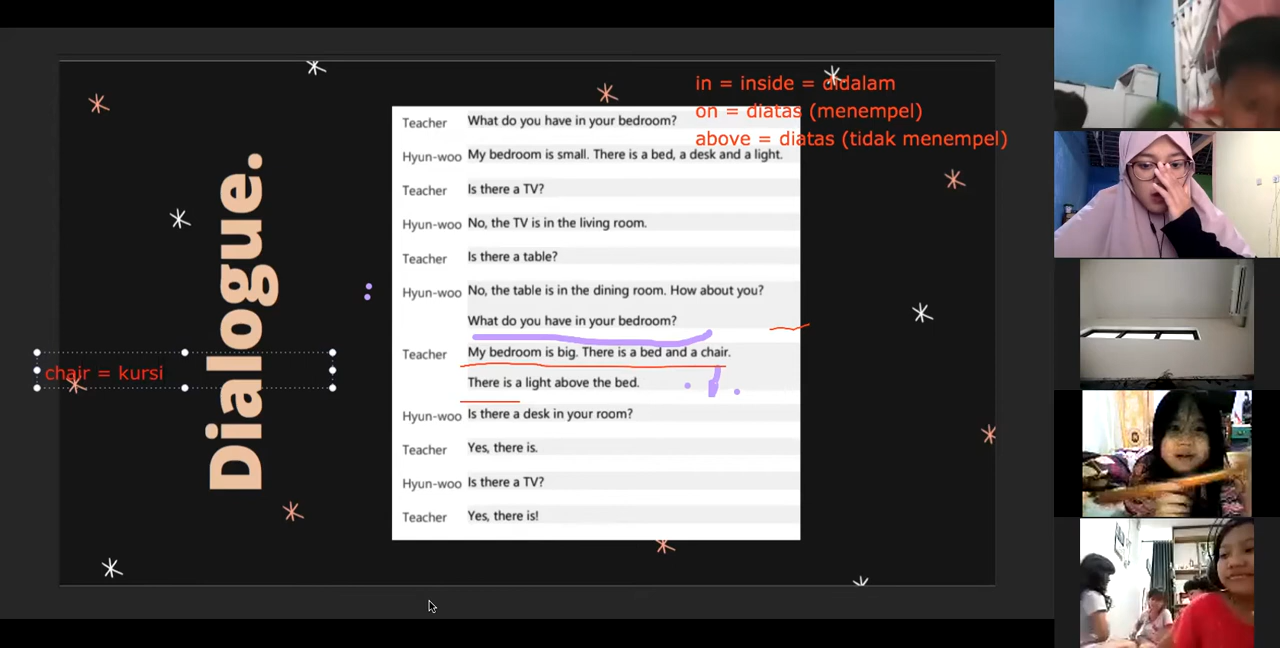 in = inside = didalam
on = diatas (menempel)
above = diatas (tidak menempel)
Dialogue.
chair = kursi
Teacher What do you have in your bedroom?
Hyun-woo My bedroom is small. There is a bed, a desk and a light.
Teacher Is there a TV?
Hyun-woo No, the TV is in the living room.
Teacher Is there a table?
Hyun-woo No, the table is in the dining room. How about you?
What do you have in your bedroom?
Teacher My bedroom is big. There is a bed and a chair.
There is a light above the bed.
Hyun-woo Is there a desk in your room?
Teacher Yes, there is.
Hyun-woo Is there a TV?
Teacher Yes, there is!